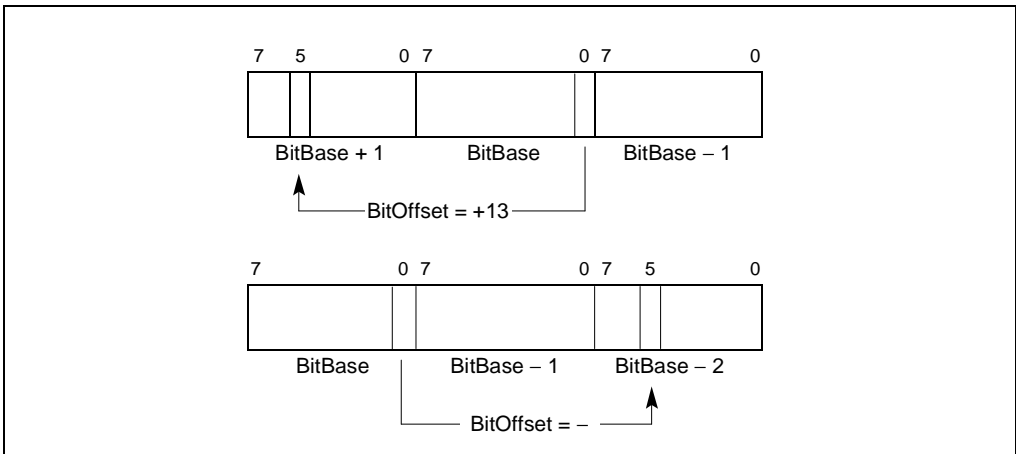 7 5 0 7 0 7 0
BitBase + 1 BitBase BitBase − 1
BitOffset = +13
7 0 7 0 7 5 0
BitBase BitBase − 1 BitBase − 2
BitOffset = −